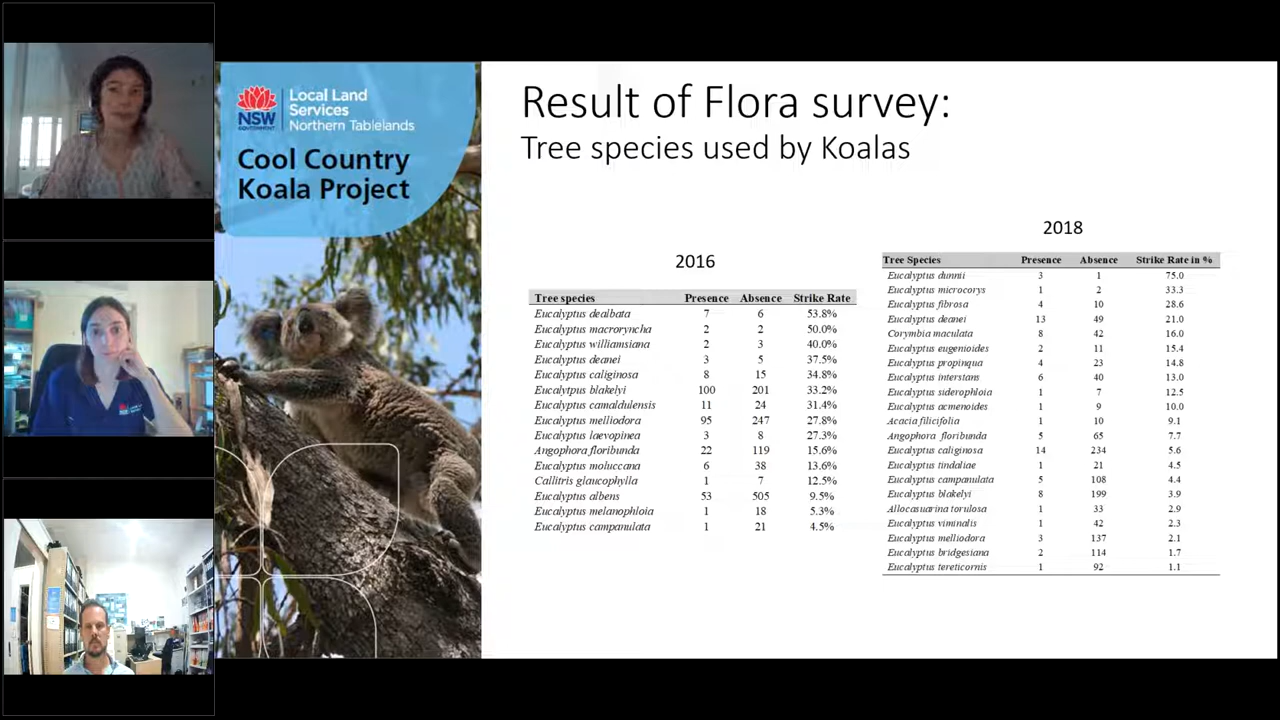 Local Land
Services
Northern Tablelands
NSW
GOVERNMENT
Cool Country
Koala Project
Result of Flora survey:
Tree species used by Koalas
2016
Tree species Presence Absence Strike Rate
Eucalyptus dealbata 7 6 53.8%
Eucalyptus macroryncha 2 2 50.0%
Eucalyptus williamsiana 2 3 40.0%
Eucalyptus deanei 3 5 37.5%
Eucalyptus caliginosa 8 15 34.8%
Eucalyptus blakelyi 100 201 33.2%
Eucalyptus camaldulensis 11 24 31.4%
Eucalyptus melliodora 95 247 27.8%
Eucalyptus laevopinea 3 8 27.3%
Angophora floribunda 22 119 15.6%
Eucalyptus moluccana 6 38 13.6%
Callitris glaucophylla 1 7 12.5%
Eucalyptus albens 53 505 9.5%
Eucalyptus melanophloia 1 18 5.3%
Eucalyptus campanulata 1 21 4.5%
2018
Tree Species Presence Absence Strike Rate in %
Eucalyptus dunnii 3 1 75.0
Eucalyptus microcorys 1 2 33.3
Eucalyptus fibrosa 4 10 28.6
Eucalyptus deanei 13 49 21.0
Corymbia maculata 8 42 16.0
Eucalyptus eugenioides 2 11 15.4
Eucalyptus propinqua 4 23 14.8
Eucalyptus interstans 6 40 13.0
Eucalyptus siderophloia 1 7 12.5
Eucalyptus acmenoides 1 9 10.0
Acacia filicifolia 1 10 9.1
Angophora floribunda 5 65 7.7
Eucalyptus caliginosa 14 234 5.6
Eucalyptus tindaliae 1 21 4.5
Eucalyptus campanulata 5 108 4.4
Eucalyptus blakelyi 8 199 3.9
Allocasuarina torulosa 1 33 2.9
Eucalyptus viminalis 1 42 2.3
Eucalyptus melliodora 3 137 2.1
Eucalyptus bridgesiana 2 114 1.7
Eucalyptus tereticornis 1 92 1.1